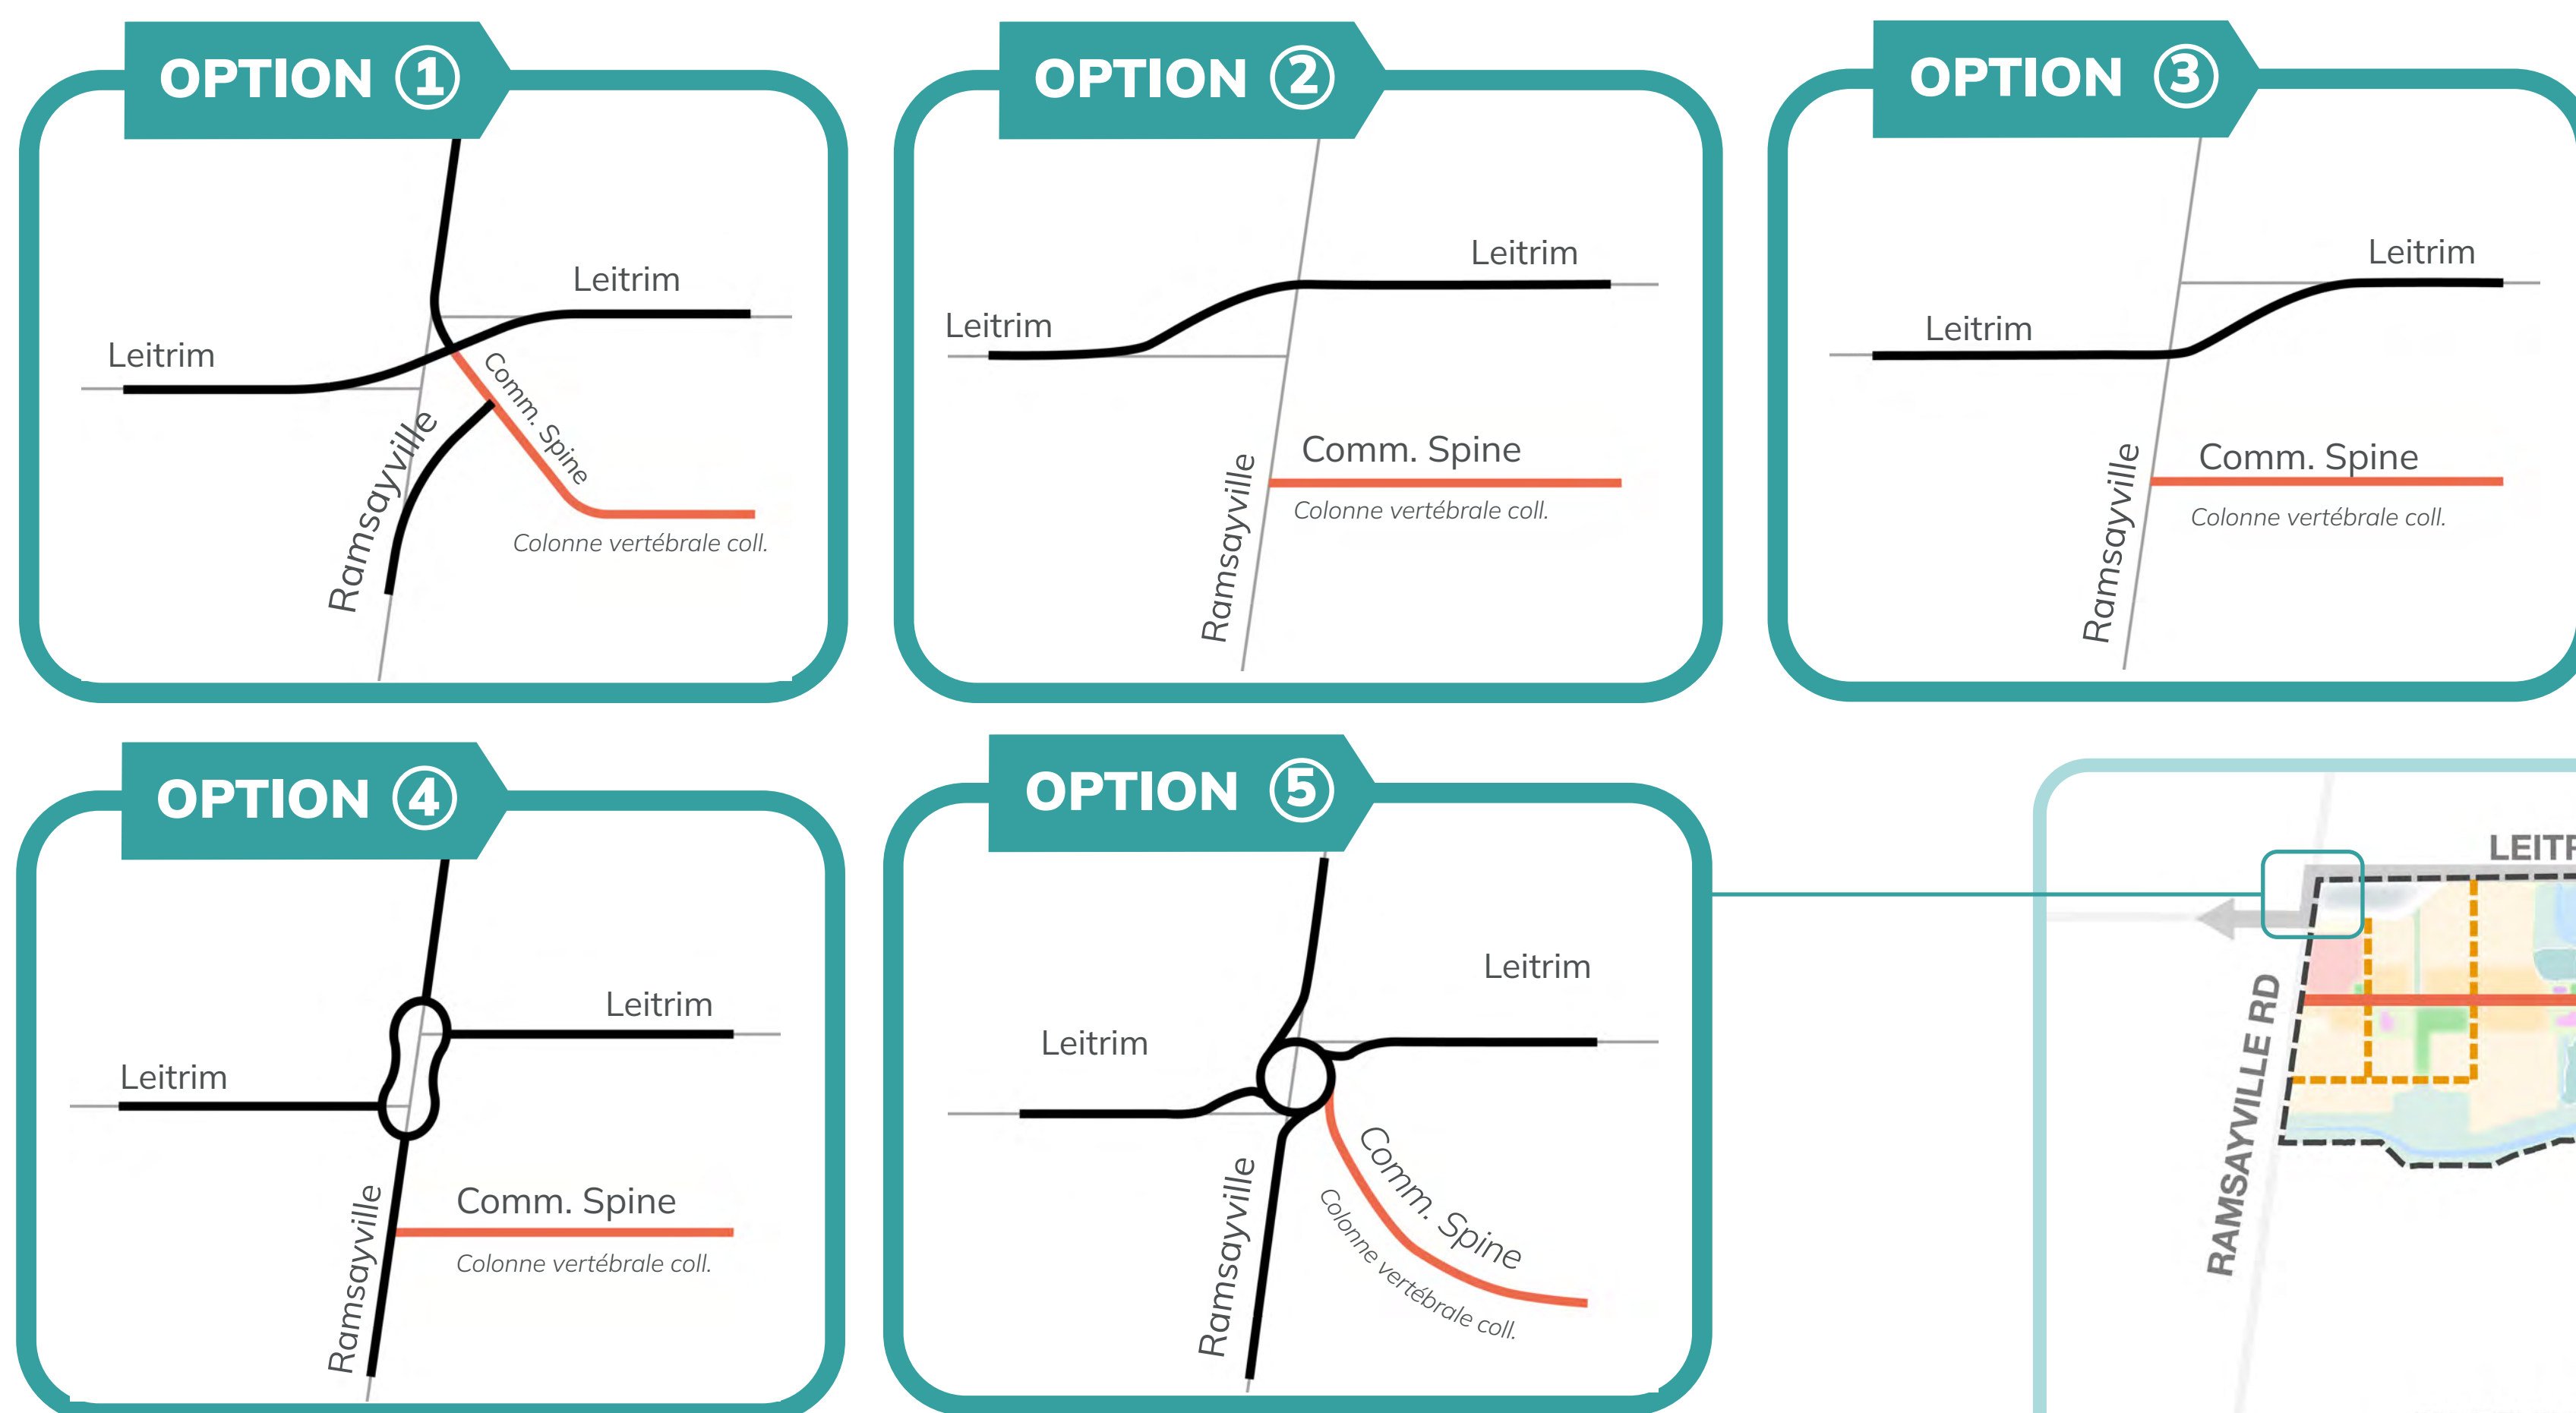 OPTION ①
Leitrim
Leitrim
Comm. Spine
Ramsayville
Colonne vertébrale coll.
OPTION ②
Leitrim
Leitrim
Comm. Spine
Colonne vertébrale coll.
Ramsayville
OPTION ③
Leitrim
Leitrim
Comm. Spine
Colonne vertébrale coll.
Ramsayville
OPTION ④
Leitrim
Leitrim
Comm. Spine
Colonne vertébrale coll.
Ramsayville
OPTION ⑤
Leitrim
Leitrim
Comm. Spine
Colonne vertébrale coll.
Ramsayville
RAMSAYVILLE RD